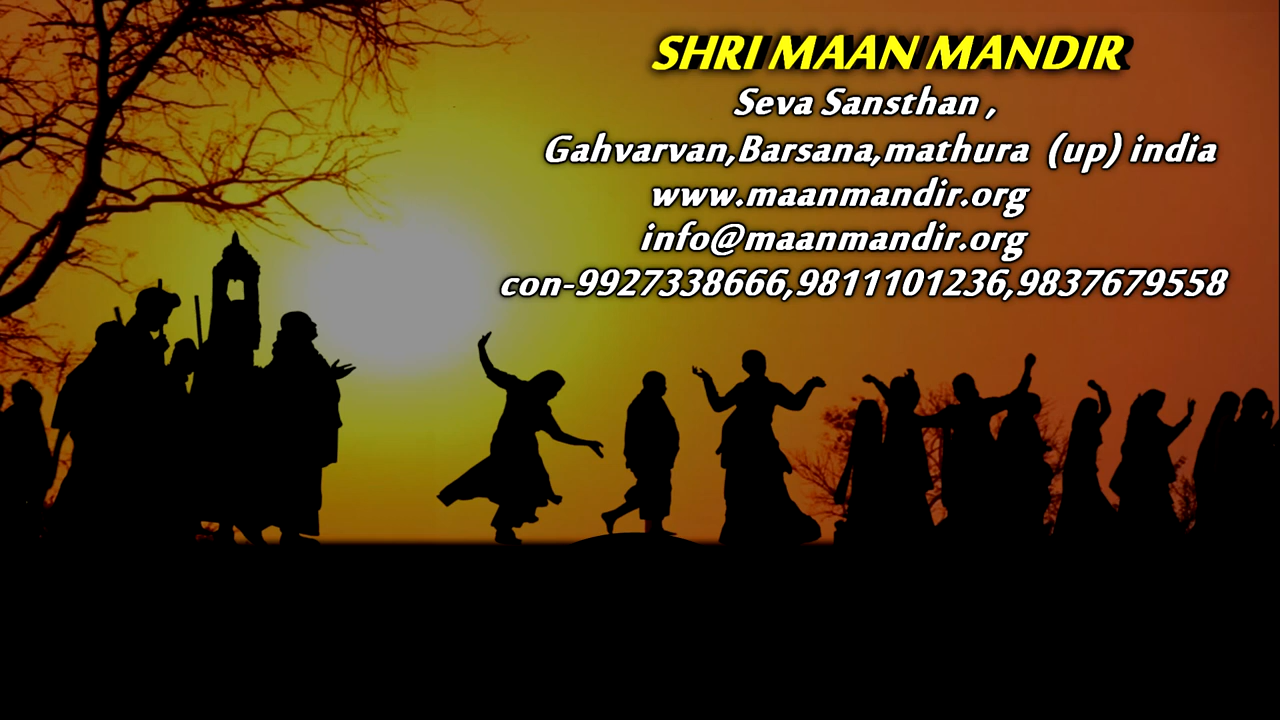 SHRI MAAN MANDIR
Seva Sansthan ,
Gahvarvan,Barsana,mathura (up) india
www.maanmandir.org
info@maanmandir.org
con-9927338666,9811101236,9837679558